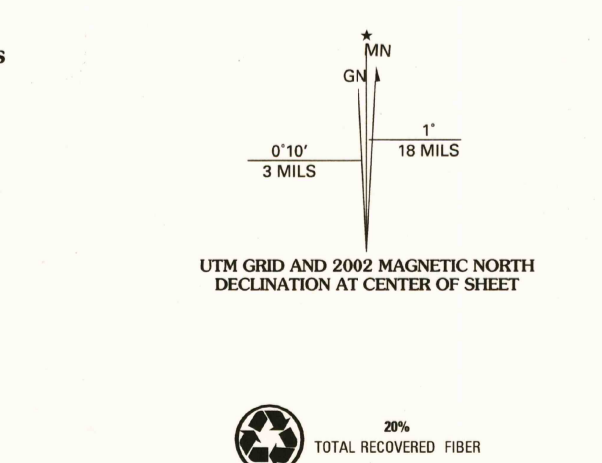 s
★
MN
GN
1°
18 MILS
0°10′
3 MILS
UTM GRID AND 2002 MAGNETIC NORTH
DECLINATION AT CENTER OF SHEET
20%
TOTAL RECOVERED FIBER